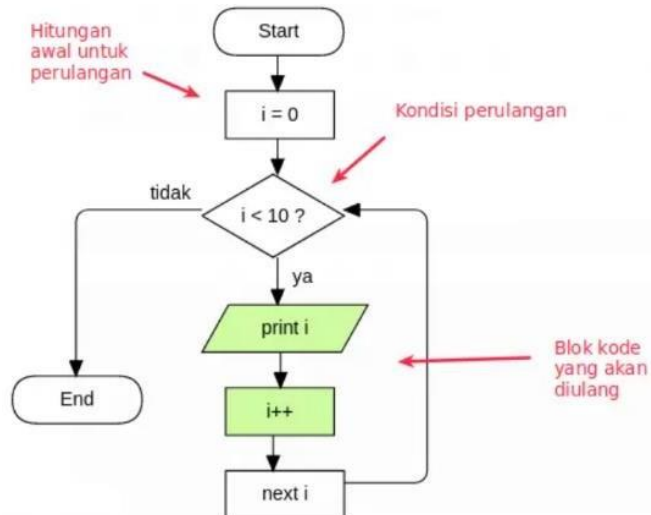 Start
Hitungan
awal untuk
perulangan
i = 0
Kondisi perulangan
tidak
i < 10 ?
ya
print i
Blok kode
yang akan
diulang
End
i++
next i